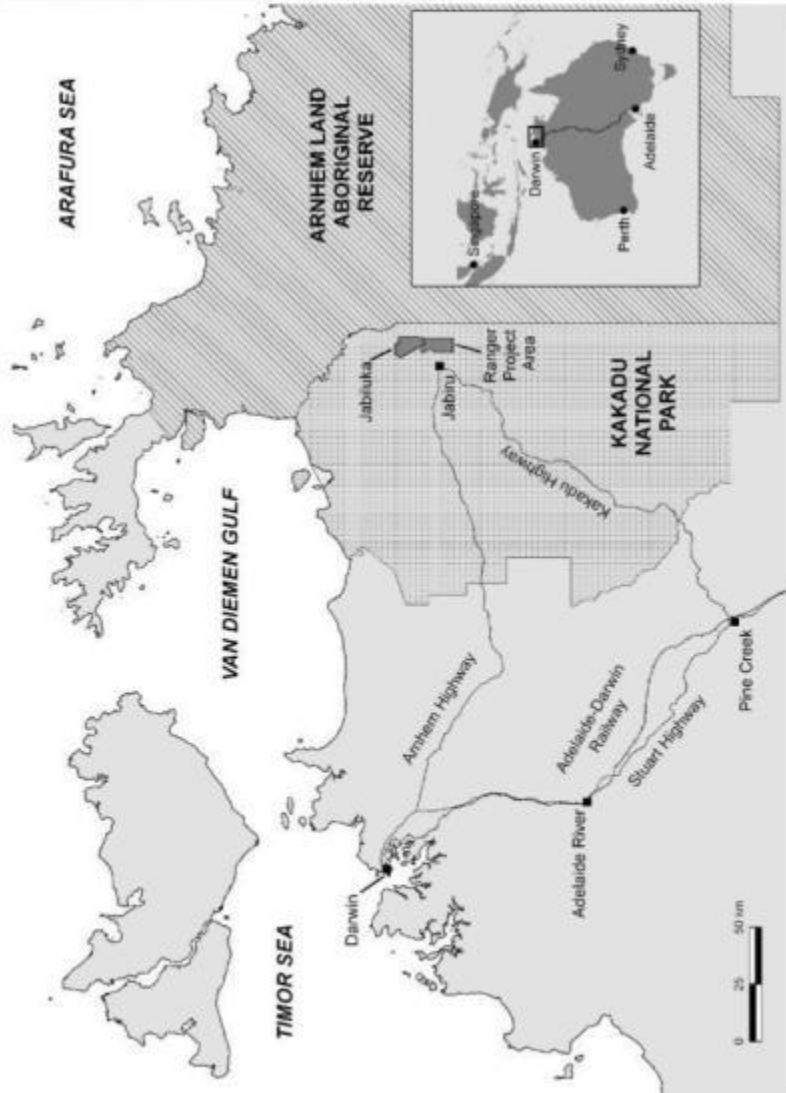 ARAFURA SEA
VAN DIEMEN GULF
TIMOR SEA
ARNHEM LAND
ABORIGINAL
RESERVE
Jabiluka
Ranger
Project
Area
Jabiru
KAKADU
NATIONAL
PARK
Kakadu Highway
Arnhem Highway
Darwin
Adelaide-Darwin
Railway
Stuart Highway
Adelaide River
Pine Creek
0 25 50 km
Singapore
Darwin
Perth
Adelaide
Sydney